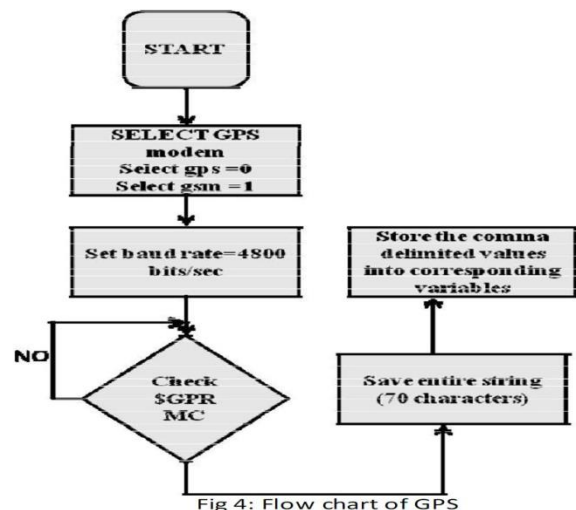 START
SELECT GPS
modem
Select gps =0
Select gsm =1
Set baud rate=4800
bits/sec
NO
Check
$GPR
MC
Save entire string
(70 characters)
Store the comma
delimited values
into corresponding
variables
Fig 4: Flow chart of GPS